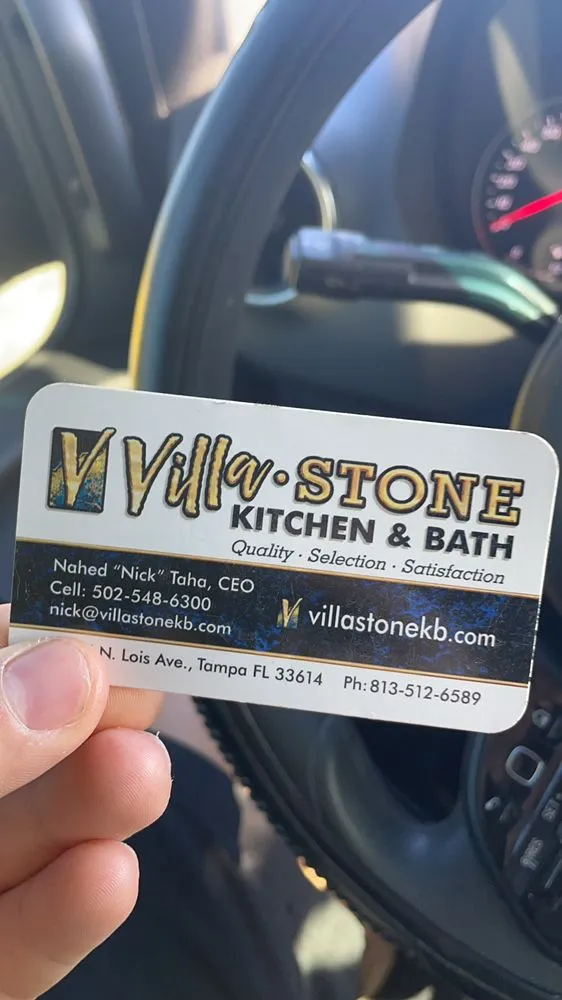 V Villa·STONE
KITCHEN & BATH
Quality · Selection · Satisfaction
Nahed "Nick" Taha, CEO
Cell: 502-548-6300
nick@villastonekb.com
V villastonekb.com
N. Lois Ave., Tampa FL 33614 Ph: 813-512-6589